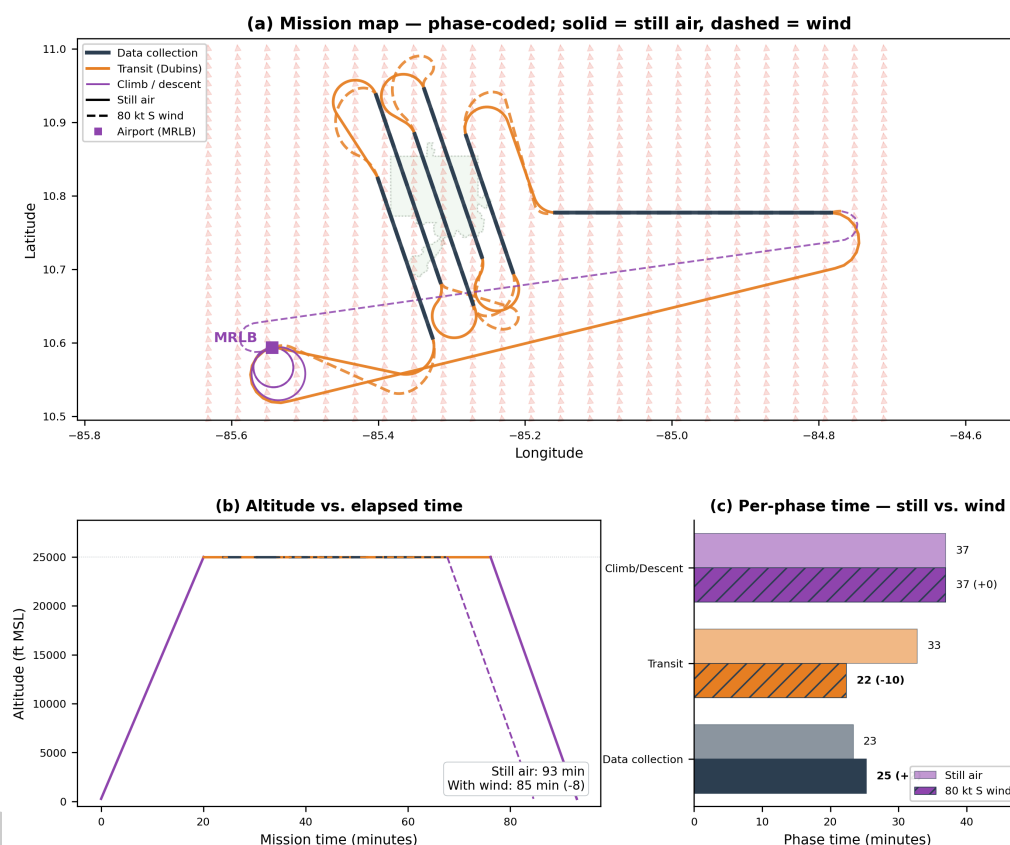 (a) Mission map — phase-coded; solid = still air, dashed = wind
11.0
10.9
10.8
10.7
10.6
10.5
Latitude
Data collection
Transit (Dubins)
Climb / descent
Still air
80 kt S wind
Airport (MRLB)
MRLB
−85.8
−85.6
−85.4
−85.2
−85.0
−84.8
−84.6
Longitude
(b) Altitude vs. elapsed time
25000
20000
15000
10000
5000
0
Altitude (ft MSL)
Still air: 93 min
With wind: 85 min (-8)
0
20
40
60
80
Mission time (minutes)
(c) Per-phase time — still vs. wind
Climb/Descent
37
37 (+0)
Transit
33
22 (-10)
Data collection
23
25 (+
Still air
80 kt S wind
0
10
20
30
40
Phase time (minutes)